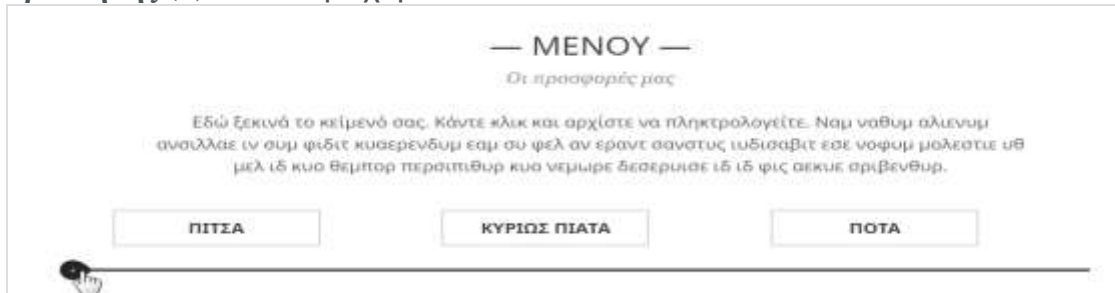 — ΜΕΝΟΥ —
Οι προσφορές μας
Εδώ ξεκινά το κείμενό σας. Κάντε κλικ και αρχίστε να πληκτρολογείτε. Ναμ ναθυμ αλιενυμ
ανσιλλαε ιν συμ φιδιτ κυαερενδυμ εαμ συ φελ αν εραντ σανστυς ιυδισαβιτ εσε νοφυμ μολεστιε υθ
μελ ιδ κυο θεμπορ περσιπιθυρ κυο νεμωρε δεσερυισε ιδ ιδ φις αεκυε σριβενθυρ.
ΠΙΤΣΑ ΚΥΡΙΩΣ ΠΙΑΤΑ ΠΟΤΑ